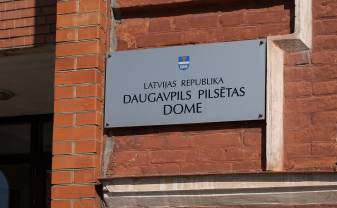 LATVIJAS REPUBLIKA
DAUGAVPILS PILSĒTAS
DOME